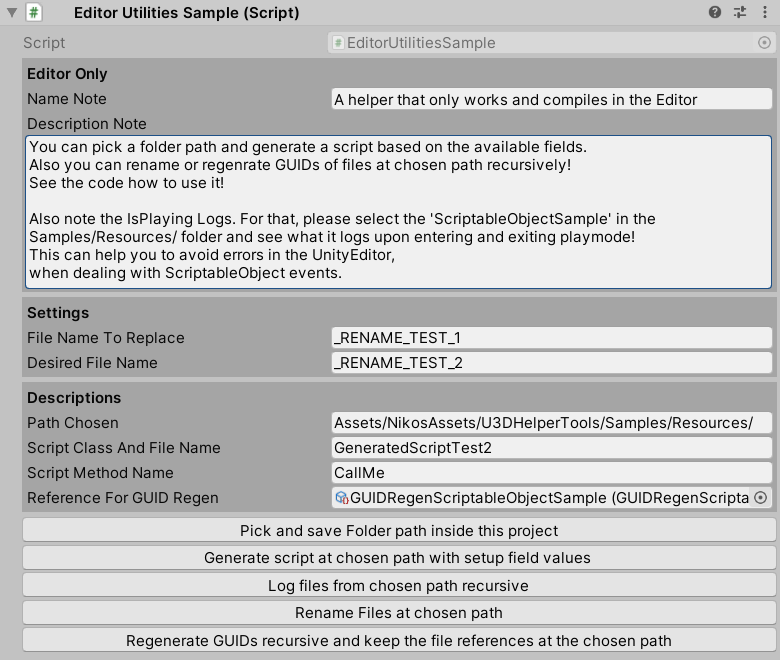 Editor Utilities Sample (Script)
Script
EditorUtilitiesSample
Editor Only
Name Note
A helper that only works and compiles in the Editor
Description Note
You can pick a folder path and generate a script based on the available fields.
Also you can rename or regenrate GUIDs of files at chosen path recursively!
See the code how to use it!
Also note the IsPlaying Logs. For that, please select the 'ScriptableObjectSample' in the
Samples/Resources/ folder and see what it logs upon entering and exiting playmode!
This can help you to avoid errors in the UnityEditor,
when dealing with ScriptableObject events.
Settings
File Name To Replace
_RENAME_TEST_1
Desired File Name
_RENAME_TEST_2
Descriptions
Path Chosen
Assets/NikosAssets/U3DHelperTools/Samples/Resources/
Script Class And File Name
GeneratedScriptTest2
Script Method Name
CallMe
Reference For GUID Regen
GUIDRegenScriptableObjectSample (GUIDRegenScripta
Pick and save Folder path inside this project
Generate script at chosen path with setup field values
Log files from chosen path recursive
Rename Files at chosen path
Regenerate GUIDs recursive and keep the file references at the chosen path